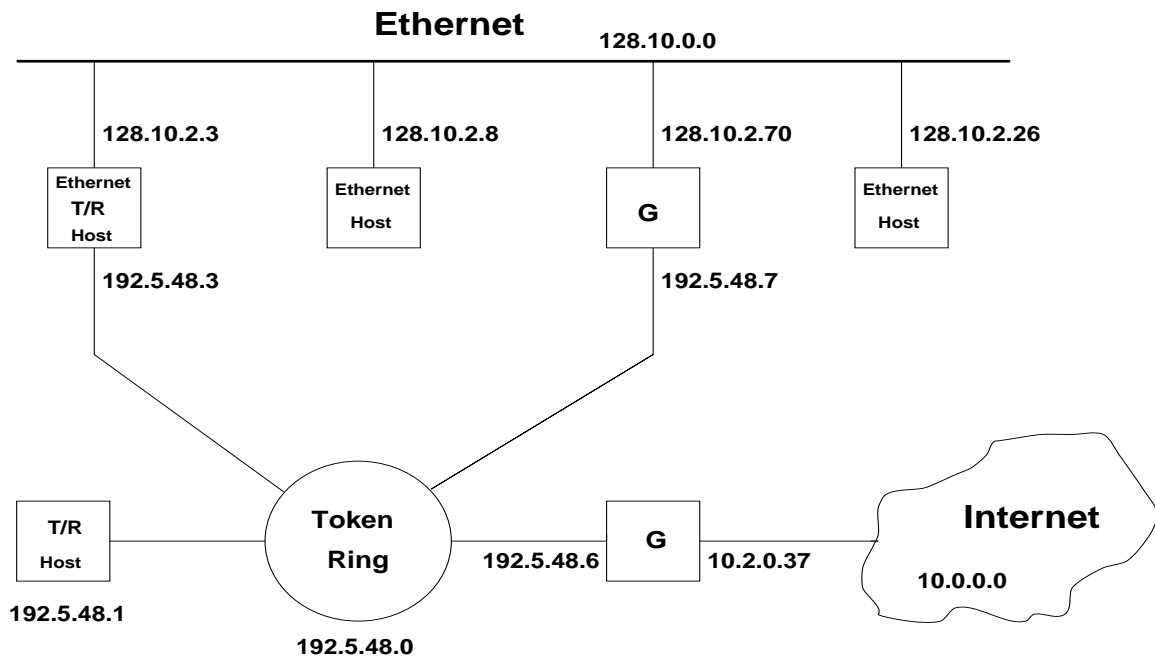 Ethernet
128.10.0.0
128.10.2.3
128.10.2.8
128.10.2.70
128.10.2.26
Ethernet
T/R
Host
Ethernet
Host
G
Ethernet
Host
192.5.48.3
192.5.48.7
T/R
Host
192.5.48.1
Token
Ring
192.5.48.0
192.5.48.6
G
10.2.0.37
Internet
10.0.0.0